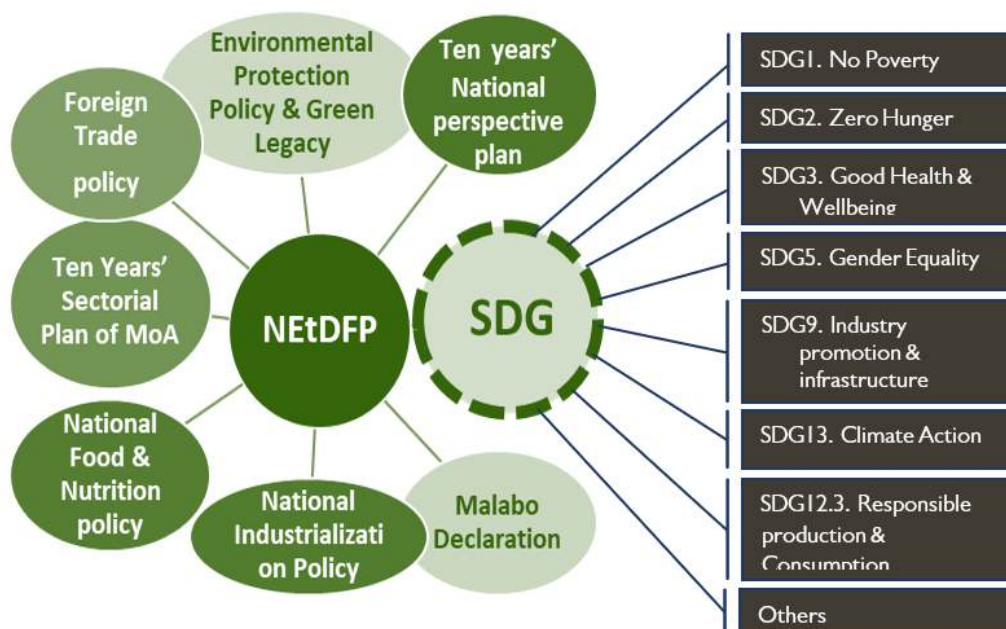 Environmental
Protection
Policy & Green
Legacy
Ten years’
National
perspective
plan
Foreign
Trade
policy
Ten Years’
Sectorial
Plan of MoA
NEtDFP
National
Food &
Nutrition
policy
National
Industrializati
on Policy
Malabo
Declaration
SDG
SDG1. No Poverty
SDG2. Zero Hunger
SDG3. Good Health &
Wellbeing
SDG5. Gender Equality
SDG9. Industry
promotion &
infrastructure
SDG13. Climate Action
SDG12.3. Responsible
production &
Consumption
Others